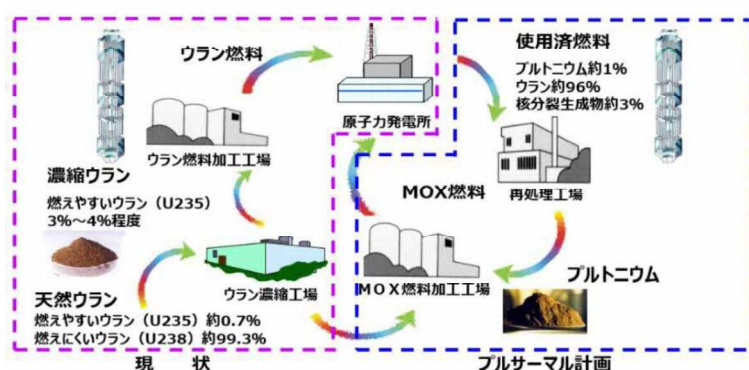 ウラン燃料
原子力発電所
ウラン燃料加工工場
濃縮ウラン
燃えやすいウラン（U235）
3%～4%程度
ウラン濃縮工場
天然ウラン
燃えやすいウラン（U235）約0.7%
燃えにくいウラン（U238）約99.3%
現　状
使用済燃料
プルトニウム約1%
ウラン約96%
核分裂生成物約3%
再処理工場
MOX燃料
MOX燃料加工工場
プルトニウム
プルサーマル計画